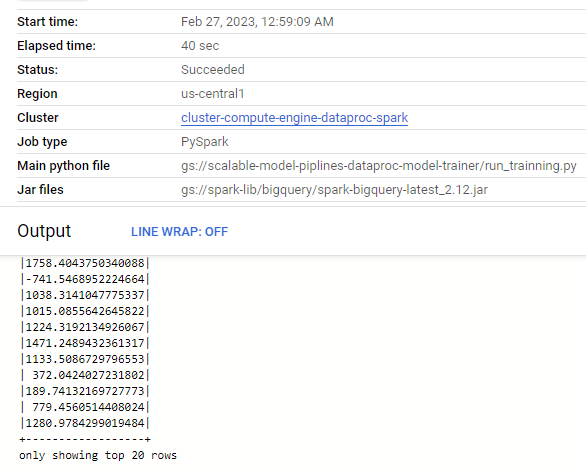 Start time: Feb 27, 2023, 12:59:09 AM
Elapsed time: 40 sec
Status: Succeeded
Region us-central1
Cluster cluster-compute-engine-dataproc-spark
Job type PySpark
Main python file gs://scalable-model-piplines-dataproc-model-trainer/run_trainning.py
Jar files gs://spark-lib/bigquery/spark-bigquery-latest_2.12.jar
Output LINE WRAP: OFF
|1758.4043750340088|
|-741.5468952224664|
|1038.3141047775337|
|1015.0855642645822|
|1224.3192134926067|
|1471.2489432361317|
|1133.5086729796553|
| 372.0424027231802|
|189.74132169727773|
| 779.4560514408024|
|1280.9784299019484|
+------------------+
only showing top 20 rows